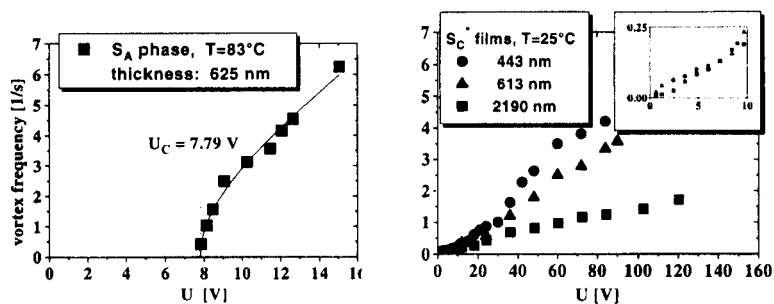 S_A phase, T=83°C
thickness: 625 nm
U_C = 7.79 V
vortex frequency [1/s]
7
6
5
4
3
2
1
0
0 2 4 6 8 10 12 14 16
U [V]
S_C* films, T=25°C
443 nm
613 nm
2190 nm
0.25
0.00
0 5 10
7
6
5
4
3
2
1
0
0 20 40 60 80 100 120 140 160
U [V]